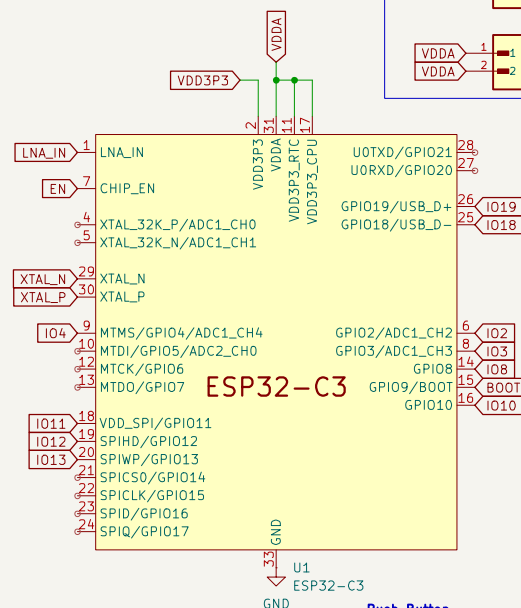 VDDA
VDD3P3
VDDA 1 1
VDDA 2 2
2 31 11 17
VDD3P3 VDDA VDD3P3_RTC VDD3P3_CPU
LNA_IN 1 LNA_IN U0TXD/GPIO21 28
U0RXD/GPIO20 27
EN 7 CHIP_EN
GPIO19/USB_D+ 26 IO19
4 XTAL_32K_P/ADC1_CH0 GPIO18/USB_D- 25 IO18
5 XTAL_32K_N/ADC1_CH1
XTAL_N 29 XTAL_N
XTAL_P 30 XTAL_P
IO4 9 MTMS/GPIO4/ADC1_CH4 GPIO2/ADC1_CH2 6 IO2
10 MTDI/GPIO5/ADC2_CH0 GPIO3/ADC1_CH3 8 IO3
12 MTCK/GPIO6 GPIO8 14 IO8
13 MTDO/GPIO7 ESP32-C3 GPIO9/BOOT 15 BOOT
GPIO10 16 IO10
IO11 18 VDD_SPI/GPIO11
IO12 19 SPIHD/GPIO12
IO13 20 SPIWP/GPIO13
21 SPICS0/GPIO14
22 SPICLK/GPIO15
23 SPID/GPIO16
24 SPIQ/GPIO17
GND
33
U1
ESP32-C3
GND
Push Button